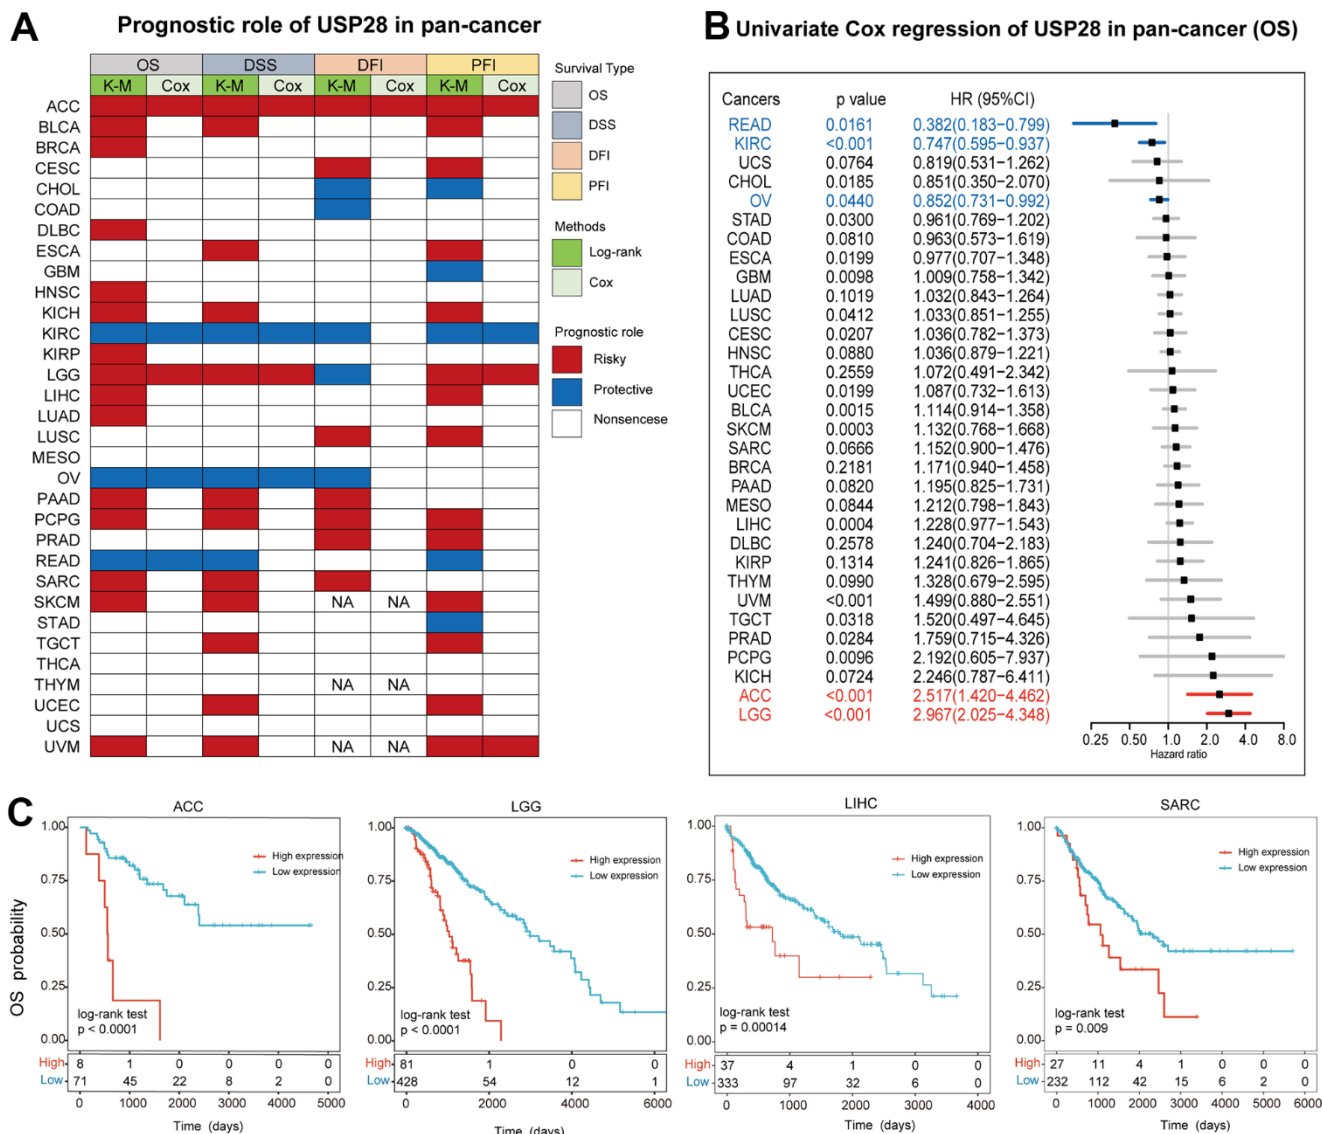 A
Prognostic role of USP28 in pan-cancer
OS DSS DFI PFI
K-M Cox K-M Cox K-M Cox K-M Cox
ACC
BLCA
BRCA
CESC
CHOL
COAD
DLBC
ESCA
GBM
HNSC
KICH
KIRC
KIRP
LGG
LIHC
LUAD
LUSC
MESO
OV
PAAD
PCPG
PRAD
READ
SARC
SKCM NA NA
STAD
TGCT
THCA
THYM NA NA
UCEC
UCS
UVM NA NA
Survival Type
OS
DSS
DFI
PFI
Methods
Log-rank
Cox
Prognostic role
Risky
Protective
Nonsencese
B
Univariate Cox regression of USP28 in pan-cancer (OS)
Cancers p value HR (95%CI)
READ 0.0161 0.382(0.183−0.799)
KIRC <0.001 0.747(0.595−0.937)
UCS 0.0764 0.819(0.531−1.262)
CHOL 0.0185 0.851(0.350−2.070)
OV 0.0440 0.852(0.731−0.992)
STAD 0.0300 0.961(0.769−1.202)
COAD 0.0810 0.963(0.573−1.619)
ESCA 0.0199 0.977(0.707−1.348)
GBM 0.0098 1.009(0.758−1.342)
LUAD 0.1019 1.032(0.843−1.264)
LUSC 0.0412 1.033(0.851−1.255)
CESC 0.0207 1.036(0.782−1.373)
HNSC 0.0880 1.036(0.879−1.221)
THCA 0.2559 1.072(0.491−2.342)
UCEC 0.0199 1.087(0.732−1.613)
BLCA 0.0015 1.114(0.914−1.358)
SKCM 0.0003 1.132(0.768−1.668)
SARC 0.0666 1.152(0.900−1.476)
BRCA 0.2181 1.171(0.940−1.458)
PAAD 0.0820 1.195(0.825−1.731)
MESO 0.0844 1.212(0.798−1.843)
LIHC 0.0004 1.228(0.977−1.543)
DLBC 0.2578 1.240(0.704−2.183)
KIRP 0.1314 1.241(0.826−1.865)
THYM 0.0990 1.328(0.679−2.595)
UVM <0.001 1.499(0.880−2.551)
TGCT 0.0318 1.520(0.497−4.645)
PRAD 0.0284 1.759(0.715−4.326)
PCPG 0.0096 2.192(0.605−7.937)
KICH 0.0724 2.246(0.787−6.411)
ACC <0.001 2.517(1.420−4.462)
LGG <0.001 2.967(2.025−4.348)
0.25 0.50 1.0 2.0 4.0 8.0
Hazard ratio
C
OS probability
ACC
1.00
0.75
0.50
0.25
0.00
High expression
Low expression
log-rank test
p < 0.0001
High 8 1 0 0 0 0
Low 71 45 22 8 2 0
0 1000 2000 3000 4000 5000
Time (days)
LGG
1.00
0.75
0.50
0.25
0.00
High expression
Low expression
log-rank test
p < 0.0001
81 1 0 0
428 54 12 1
0 2000 4000 6000
Time (days)
LIHC
1.00
0.75
0.50
0.25
0.00
High expression
Low expression
log-rank test
p = 0.00014
High 37 4 1 0 0
Low 333 97 32 6 0
0 1000 2000 3000 4000
Time (days)
SARC
1.00
0.75
0.50
0.25
0.00
High expression
Low expression
log-rank test
p = 0.009
High 27 11 4 1 0 0 0
Low 232 112 42 15 6 2 0
0 1000 2000 3000 4000 5000 6000
Time (days)